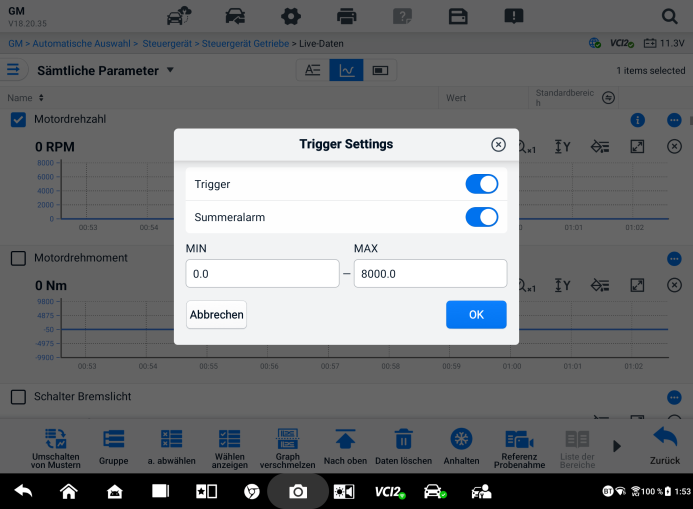 GM
V18.20.35
GM > Automatische Auswahl > Steuergerät > Steuergerät Getriebe > Live-Daten
VCI2
11.3V
Sämtliche Parameter
1 items selected
Name
Wert
Standardbereic
h
Motordrehzahl
0 RPM
x1
Y
8000
6000
4000
2000
0
00:53
00:54
01:01
01:02
Trigger Settings
Trigger
Summeralarm
MIN
MAX
0.0
–
8000.0
Abbrechen
OK
Motordrehmoment
0 Nm
x1
Y
9800
4875
-50
-4975
-9900
00:53
00:54
00:55
00:56
00:57
00:58
00:59
01:00
01:01
01:02
Schalter Bremslicht
Umschalten
von Mustern
Gruppe
a. abwählen
Wählen
anzeigen
Graph
verschmelzen
Nach oben
Daten löschen
Anhalten
Referenz
Probenahme
Liste der
Bereiche
Zurück
VCI2
BT
100 %
1:53